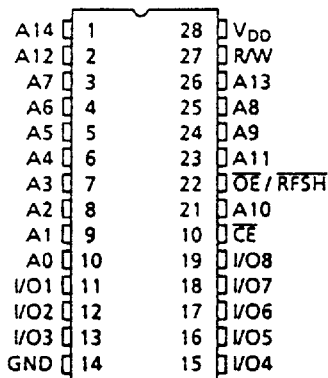 A14 1 28 VDD
A12 2 27 R/W
A7 3 26 A13
A6 4 25 A8
A5 5 24 A9
A4 6 23 A11
A3 7 22 OE / RFSH
A2 8 21 A10
A1 9 10 CE
A0 10 19 I/O8
I/O1 11 18 I/O7
I/O2 12 17 I/O6
I/O3 13 16 I/O5
GND 14 15 I/O4